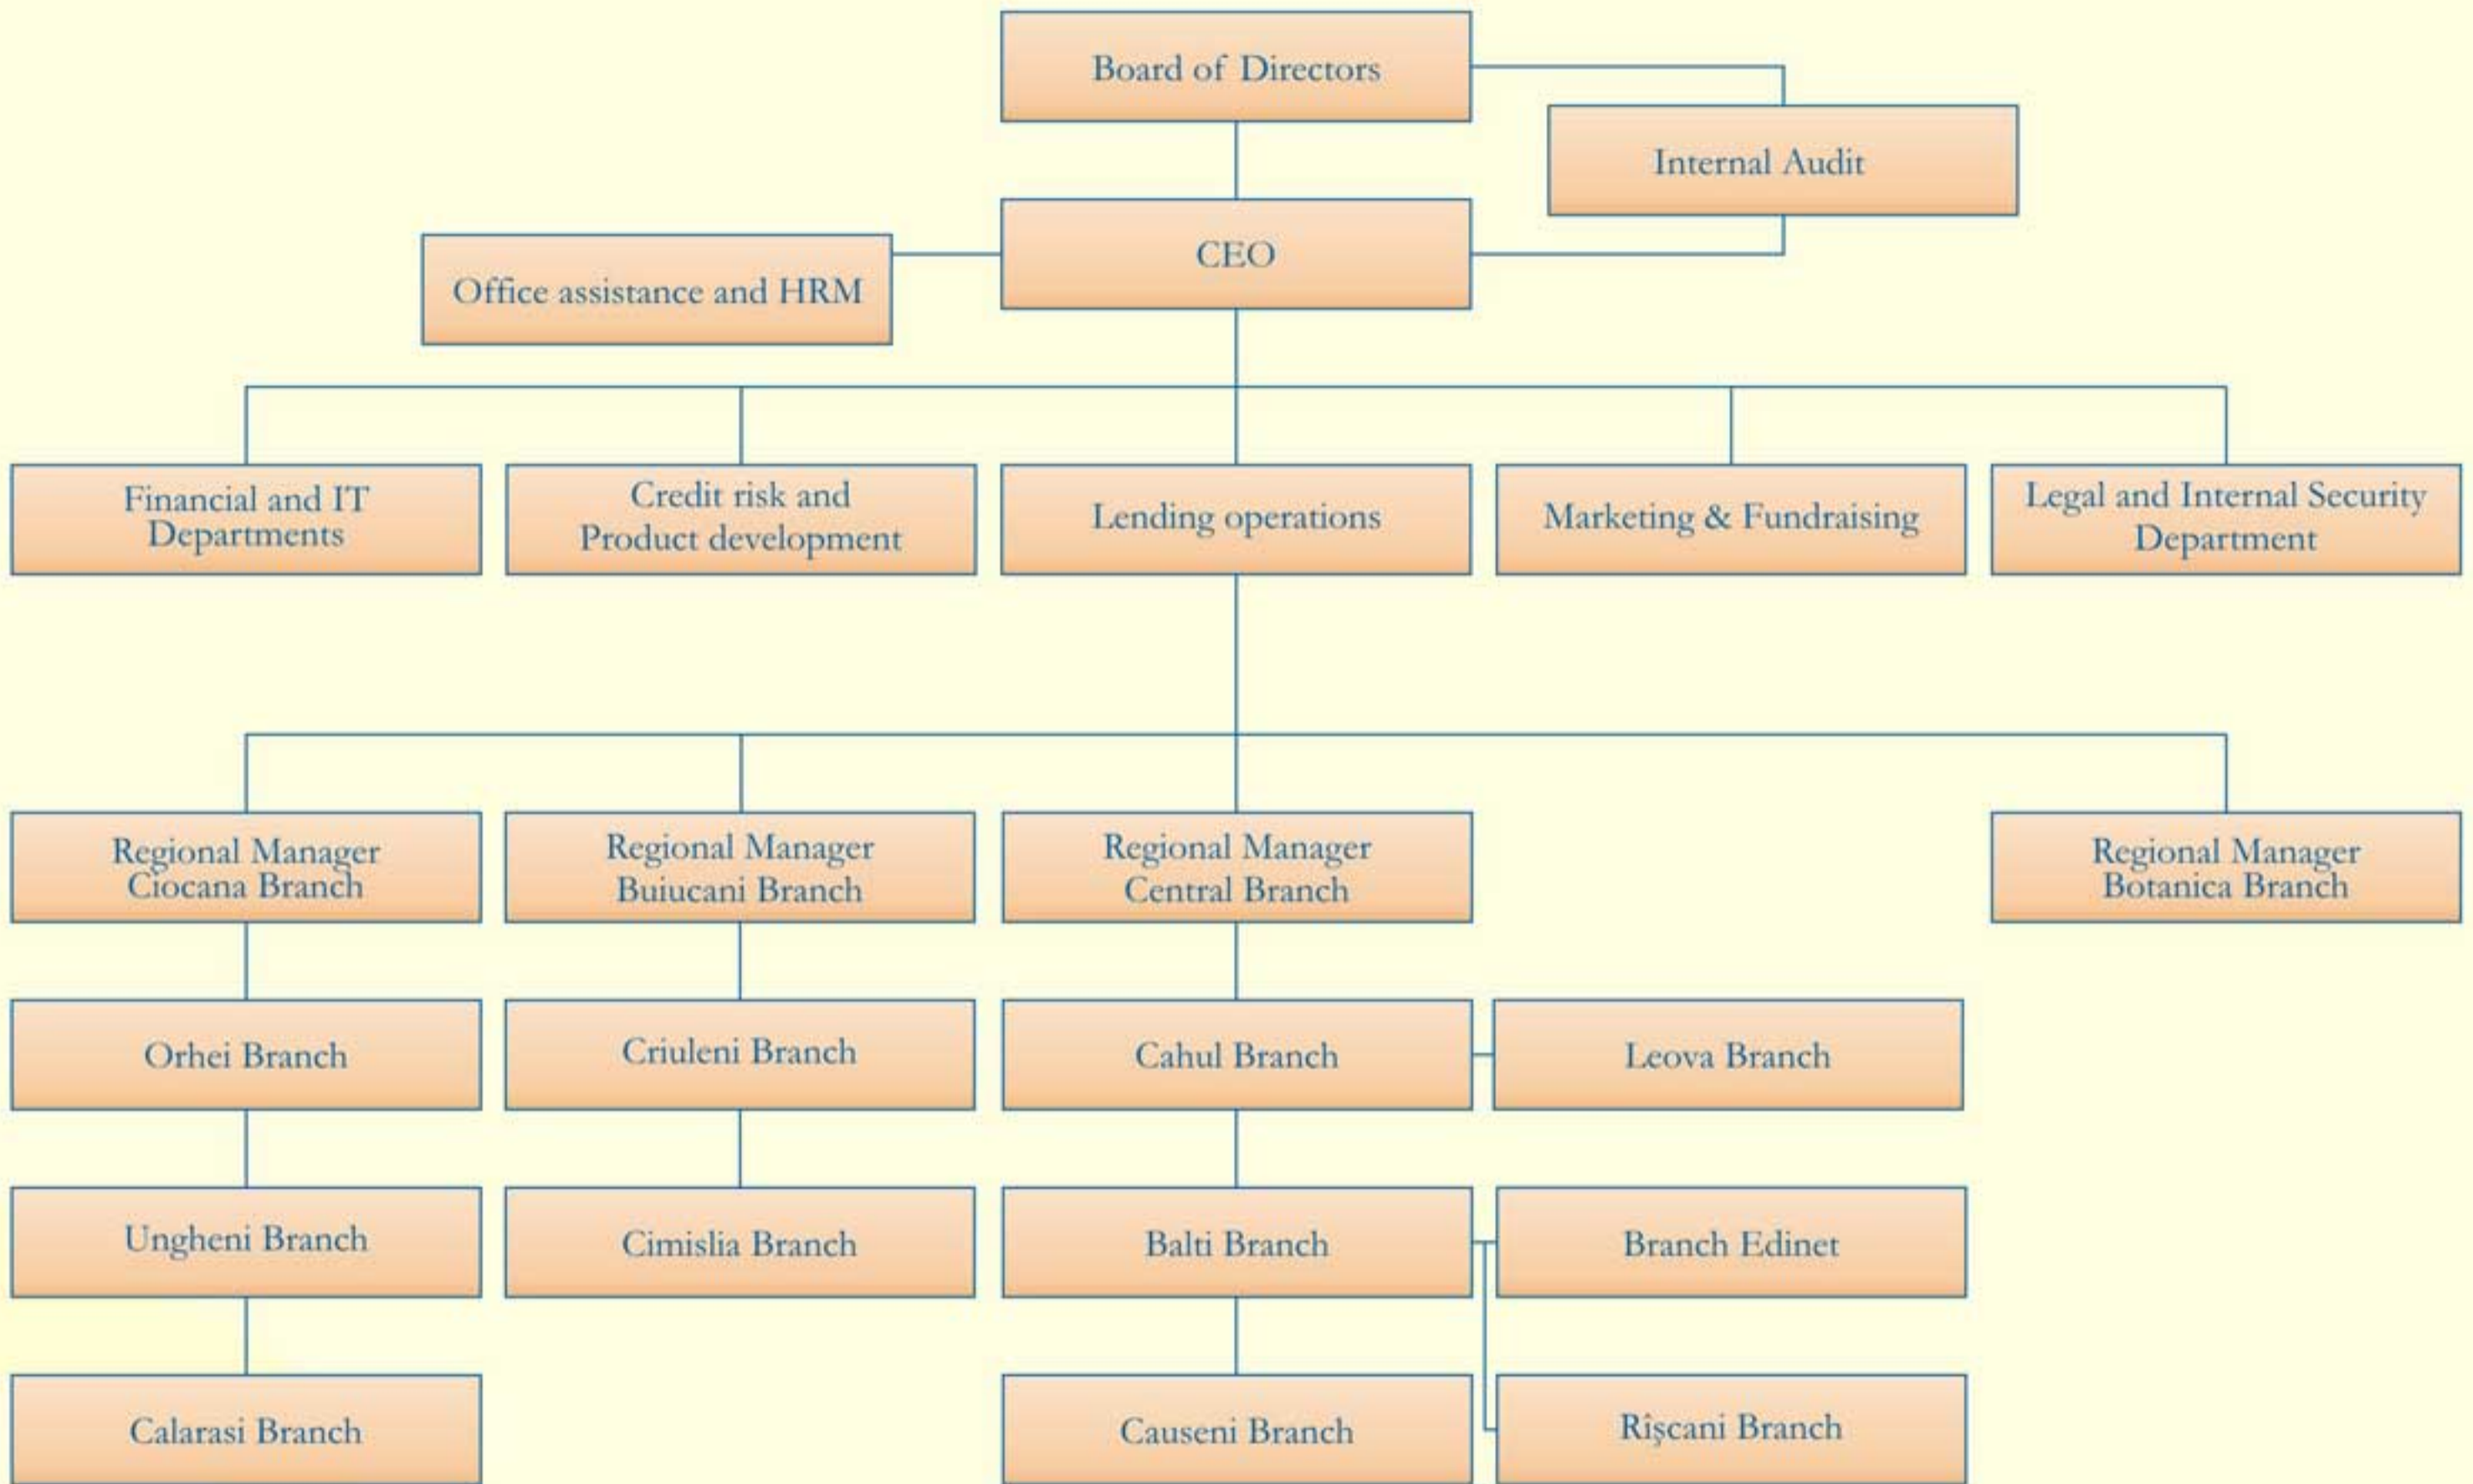 Board of Directors
Internal Audit
CEO
Office assistance and HRM
Financial and IT
Departments
Credit risk and
Product development
Lending operations
Marketing & Fundraising
Legal and Internal Security
Department
Regional Manager
Ciocana Branch
Regional Manager
Buiucani Branch
Regional Manager
Central Branch
Regional Manager
Botanica Branch
Orhei Branch
Criuleni Branch
Cahul Branch
Leova Branch
Ungheni Branch
Cimislia Branch
Balti Branch
Branch Edinet
Calarasi Branch
Causeni Branch
Rîşcani Branch